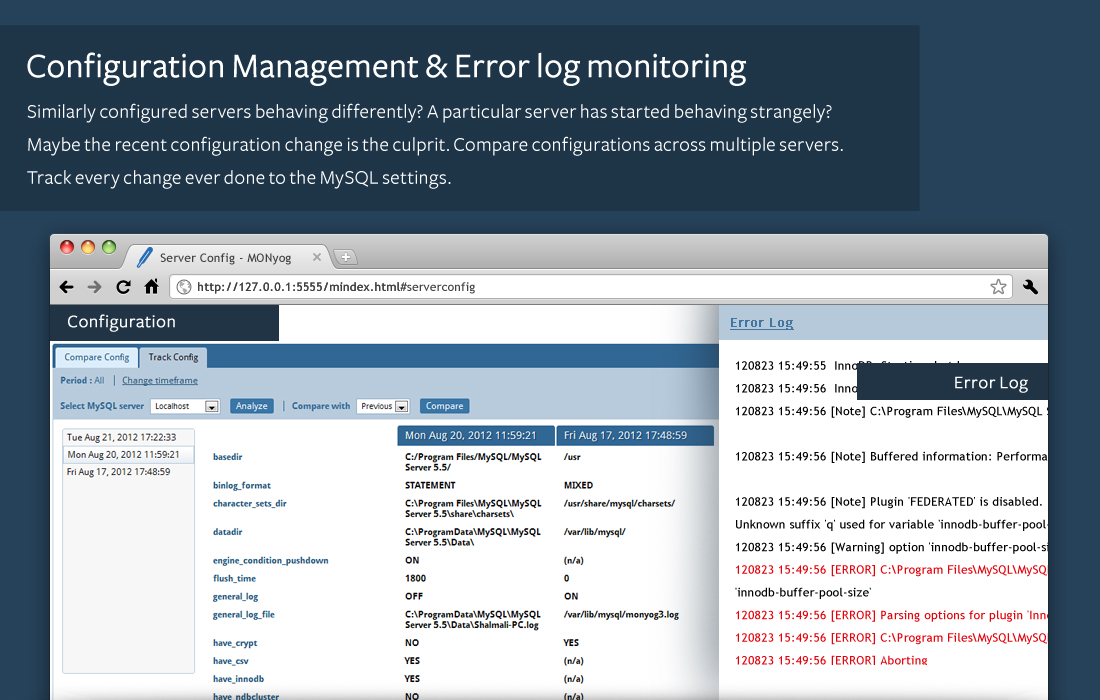 Configuration Management & Error log monitoring
Similarly configured servers behaving differently? A particular server has started behaving strangely?
Maybe the recent configuration change is the culprit. Compare configurations across multiple servers.
Track every change ever done to the MySQL settings.
Server Config - MONyog
http://127.0.0.1:5555/mindex.html#serverconfig
Configuration
Compare Config Track Config
Period : All | Change timeframe
Select MySQL server Localhost Analyze | Compare with Previous Compare
Tue Aug 21, 2012 17:22:33
Mon Aug 20, 2012 11:59:21
Fri Aug 17, 2012 17:48:59
Mon Aug 20, 2012 11:59:21 Fri Aug 17, 2012 17:48:59
basedir C:/Program Files/MySQL/MySQL /usr
Server 5.5/
binlog_format STATEMENT MIXED
character_sets_dir C:\Program Files\MySQL\MySQL /usr/share/mysql/charsets/
Server 5.5\share\charsets\
datadir C:\ProgramData\MySQL\MySQL /var/lib/mysql/
Server 5.5\Data\
engine_condition_pushdown ON (n/a)
flush_time 1800 0
general_log OFF ON
general_log_file C:\ProgramData\MySQL\MySQL /var/lib/mysql/monyog3.log
Server 5.5\Data\Shalmali-PC.log
have_crypt NO YES
have_csv YES (n/a)
have_innodb YES (n/a)
have_ndbcluster NO (n/a)
Error Log
Error Log
120823 15:49:55
120823 15:49:56 Inno
120823 15:49:56 [Note] C:\Program Files\MySQL\MySQL
120823 15:49:56 [Note] Buffered information: Performa
120823 15:49:56 [Note] Plugin 'FEDERATED' is disabled.
Unknown suffix 'q' used for variable 'innodb-buffer-pool-
120823 15:49:56 [Warning] option 'innodb-buffer-pool-si
120823 15:49:56 [ERROR] C:\Program Files\MySQL\MySQ
'innodb-buffer-pool-size'
120823 15:49:56 [ERROR] Parsing options for plugin 'Inn
120823 15:49:56 [ERROR] C:\Program Files\MySQL\MySQ
120823 15:49:56 [ERROR] Aborting